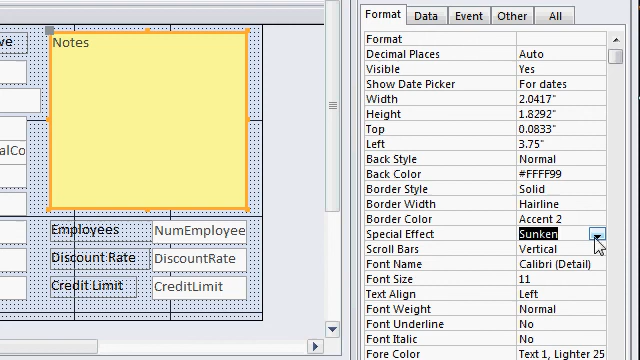 ve
Notes
alCo
Employees NumEmployee
Discount Rate DiscountRate
Credit Limit CreditLimit
Format Data Event Other All
Format
Decimal Places Auto
Visible Yes
Show Date Picker For dates
Width 2.0417"
Height 1.8292"
Top 0.0833"
Left 3.75"
Back Style Normal
Back Color #FFFF99
Border Style Solid
Border Width Hairline
Border Color Accent 2
Special Effect Sunken
Scroll Bars Vertical
Font Name Calibri (Detail)
Font Size 11
Text Align Left
Font Weight Normal
Font Underline No
Font Italic No
Fore Color Text 1, Lighter 25